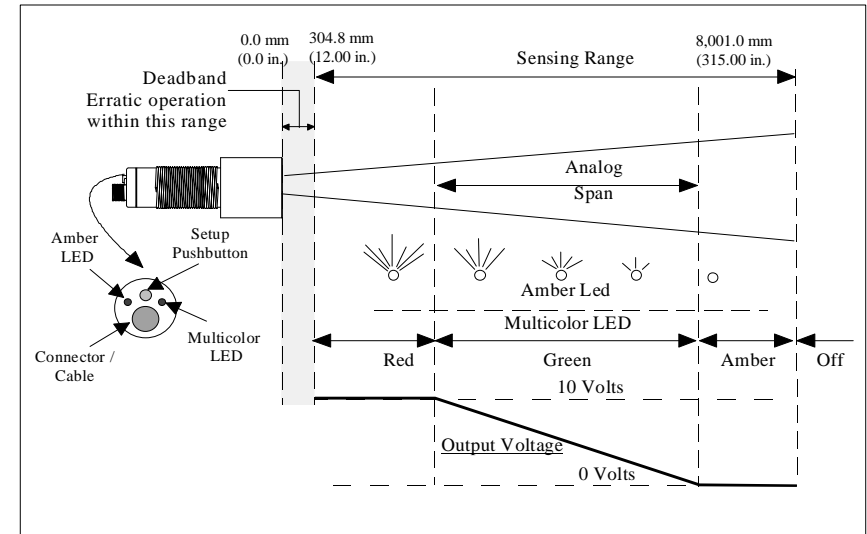 0.0 mm
(0.0 in.)
304.8 mm
(12.00 in.)
Sensing Range
8,001.0 mm
(315.00 in.)
Deadband
Erratic operation
within this range
Analog
Span
Amber
LED
Setup
Pushbutton
Multicolor
LED
Connector /
Cable
Amber Led
Multicolor LED
Red
Green
Amber
Off
10 Volts
Output Voltage
0 Volts